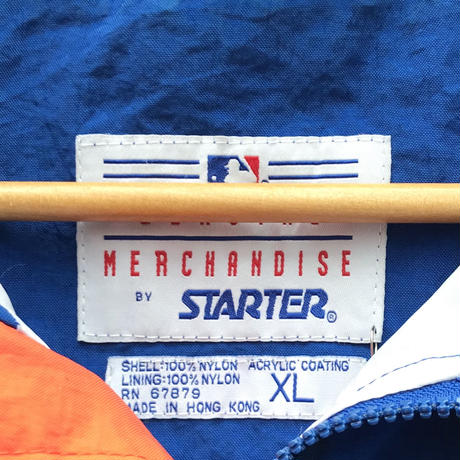 MERCHANDISE
BY STARTER®
SHELL:100% NYLON ACRYLIC COATING
LINING:100% NYLON
RN 67879
MADE IN HONG KONG
XL